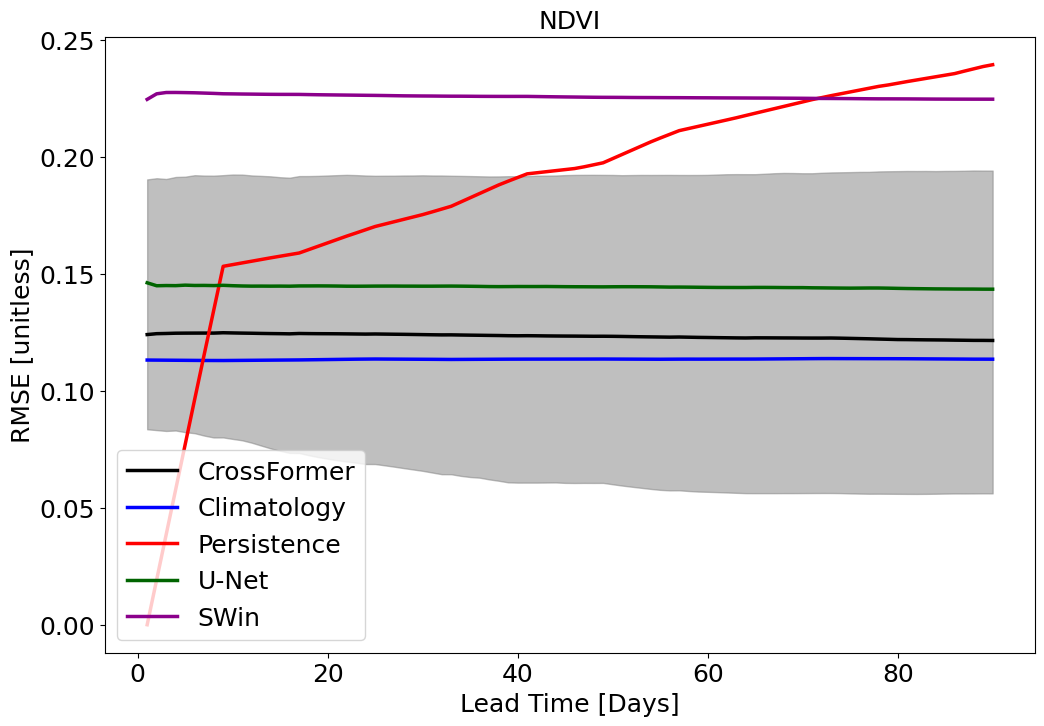 NDVI
0.25
0.20
0.15
0.10
0.05
0.00
RMSE [unitless]
CrossFormer
Climatology
Persistence
U-Net
SWin
0 20 40 60 80
Lead Time [Days]